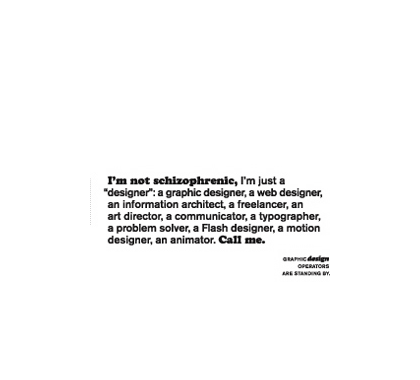 I'm not schizophrenic, I'm just a
"designer": a graphic designer, a web designer,
an information architect, a freelancer, an
art director, a communicator, a typographer,
a problem solver, a Flash designer, a motion
designer, an animator. Call me.
GRAPHIC design
OPERATORS
ARE STANDING BY.